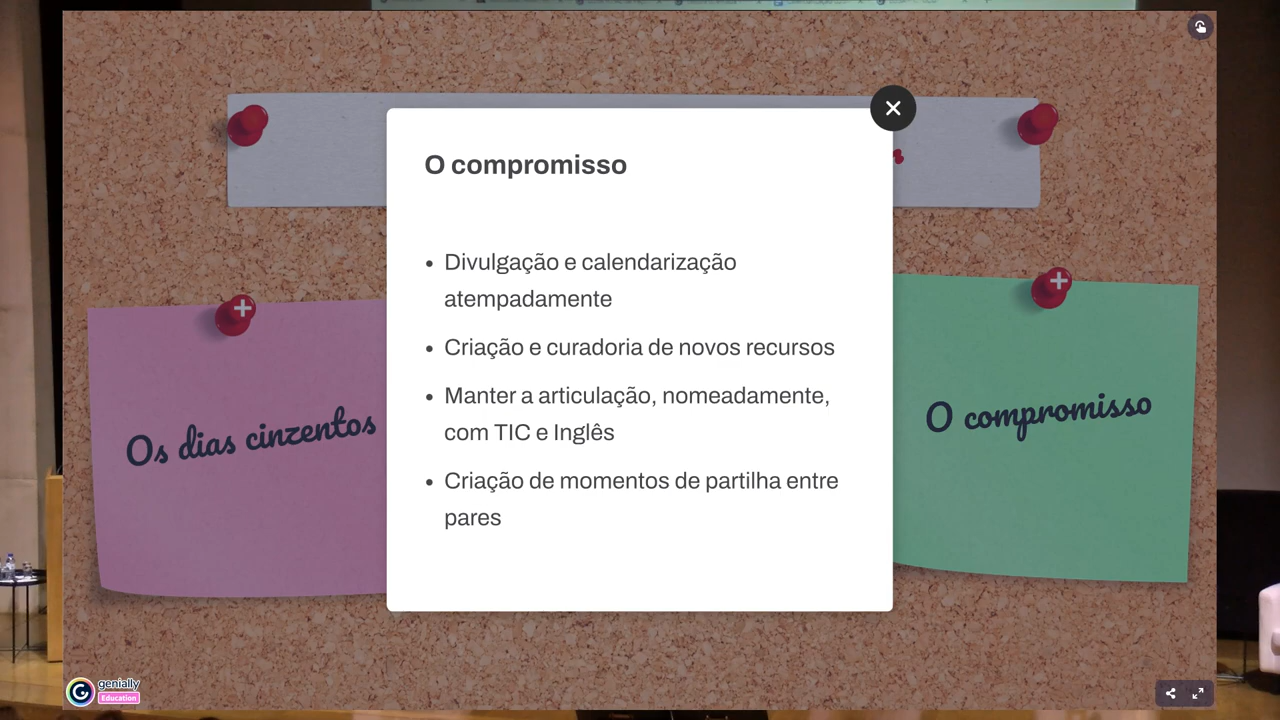 O compromisso
Divulgação e calendarização
atempadamente
Criação e curadoria de novos recursos
Manter a articulação, nomeadamente,
com TIC e Inglês
Criação de momentos de partilha entre
pares
Os dias cinzentos
O compromisso
genially
Education